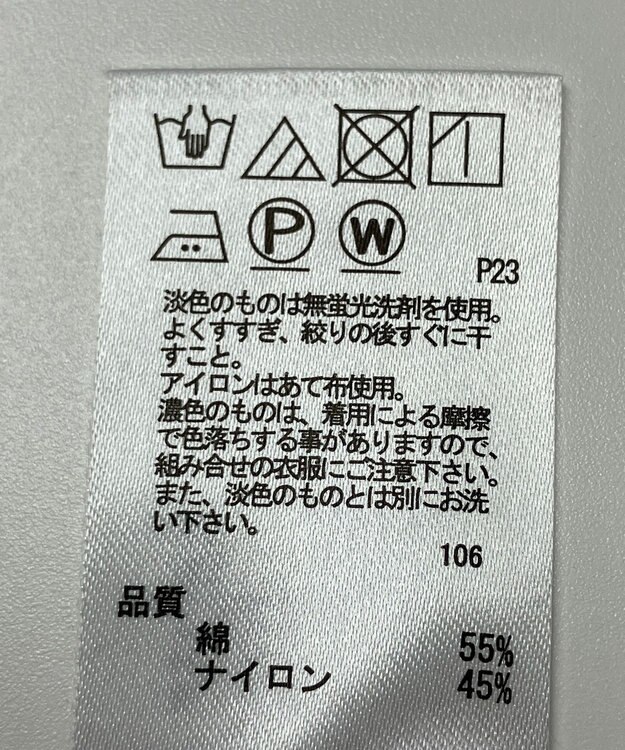 P
W
P23
淡色のものは無蛍光洗剤を使用。
よくすすぎ、絞りの後すぐに干
すこと。
アイロンはあて布使用。
濃色のものは、着用による摩擦
で色落ちする事がありますので、
組み合せの衣服にご注意下さい。
また、淡色のものとは別にお洗
い下さい。
106
品質
綿 55%
ナイロン 45%